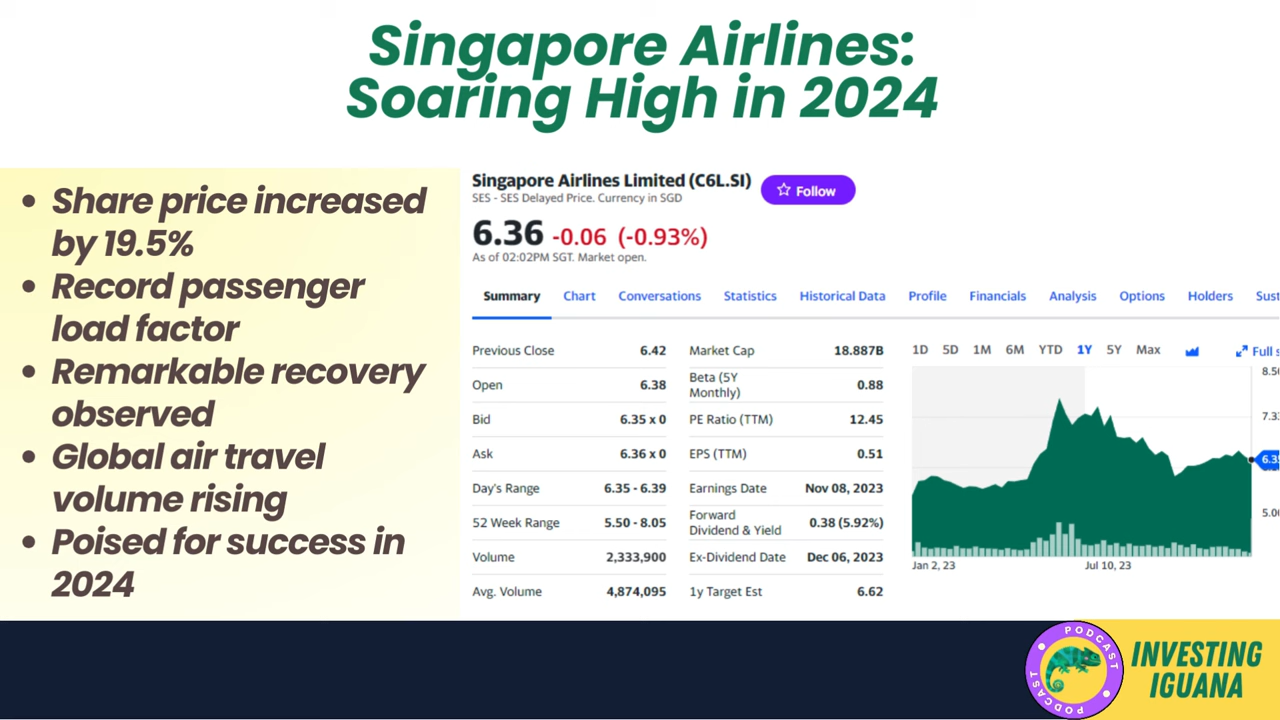 Singapore Airlines:
Soaring High in 2024
• Share price increased
by 19.5%
• Record passenger
load factor
• Remarkable recovery
observed
• Global air travel
volume rising
• Poised for success in
2024
Singapore Airlines Limited (C6L.SI)
Follow
SES - SES Delayed Price. Currency in SGD
6.36 -0.06 (-0.93%)
As of 02:02PM SGT. Market open.
Summary Chart Conversations Statistics Historical Data Profile Financials Analysis Options Holders Sust
Previous Close 6.42
Open 6.38
Bid 6.35 x 0
Ask 6.36 x 0
Day's Range 6.35 - 6.39
52 Week Range 5.50 - 8.05
Volume 2,333,900
Avg. Volume 4,874,095
Market Cap 18.887B
Beta (5Y
Monthly) 0.88
PE Ratio (TTM) 12.45
EPS (TTM) 0.51
Earnings Date Nov 08, 2023
Forward
Dividend & Yield 0.38 (5.92%)
Ex-Dividend Date Dec 06, 2023
1y Target Est 6.62
1D 5D 1M 6M YTD 1Y 5Y Max Full s
8.50
7.33
6.35
5.00
Jan 2, 23 Jul 10, 23
PODCAST
PODCAST
INVESTING
IGUANA